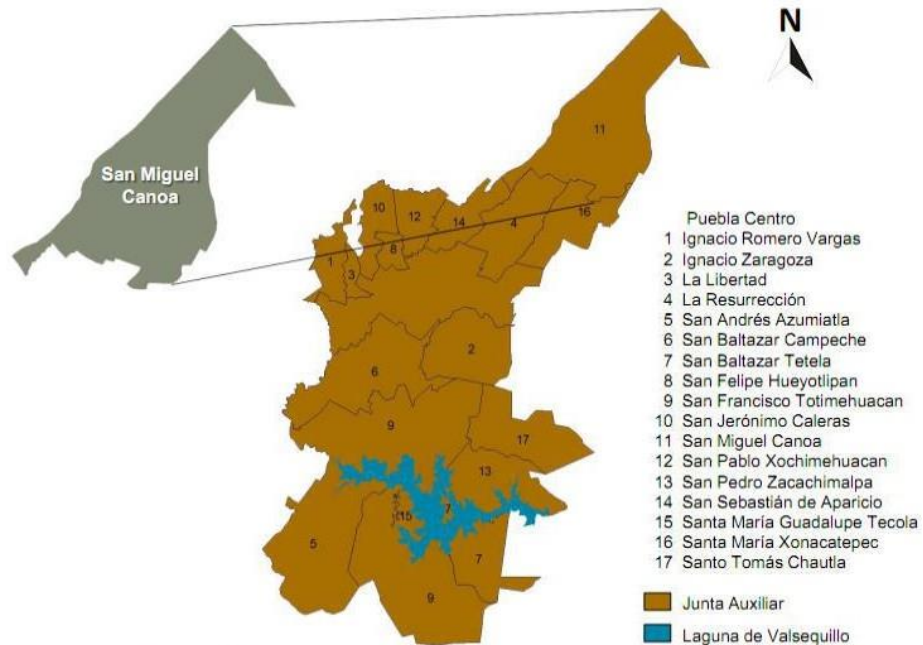 N
San Miguel
Canoa
11
10
12
14
4
16
8
1
3
2
6
9
17
13
15
7
5
7
9
Puebla Centro
1 Ignacio Romero Vargas
2 Ignacio Zaragoza
3 La Libertad
4 La Resurrección
5 San Andrés Azumiatla
6 San Baltazar Campeche
7 San Baltazar Tetela
8 San Felipe Hueyotlipan
9 San Francisco Totimehuacan
10 San Jerónimo Caleras
11 San Miguel Canoa
12 San Pablo Xochimehuacan
13 San Pedro Zacachimalpa
14 San Sebastián de Aparicio
15 Santa María Guadalupe Tecola
16 Santa María Xonacatepec
17 Santo Tomás Chautla
Junta Auxiliar
Laguna de Valsequillo